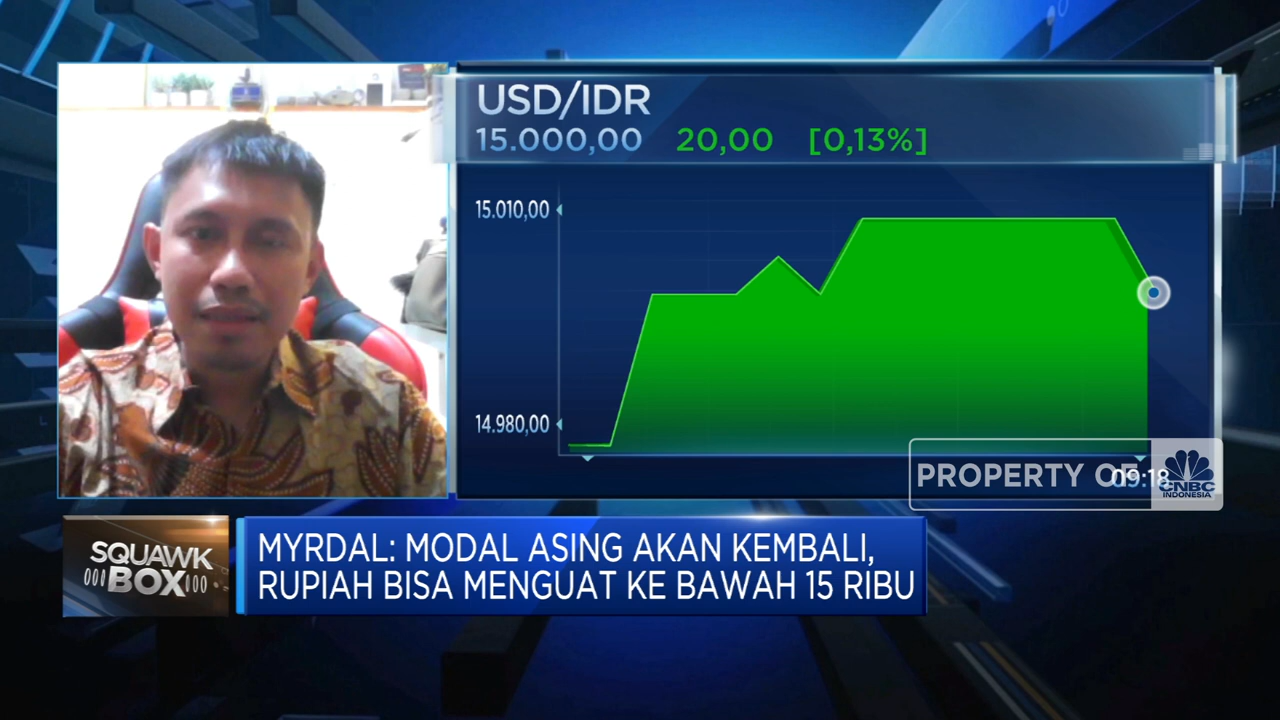 USD/IDR
15.000,00 20,00 [0,13%]
15.010,00
14.980,00
PROPERTY OF
09:18
CNBC
INDONESIA
SQUAWK
BOX
MYRDAL: MODAL ASING AKAN KEMBALI,
RUPIAH BISA MENGUAT KE BAWAH 15 RIBU